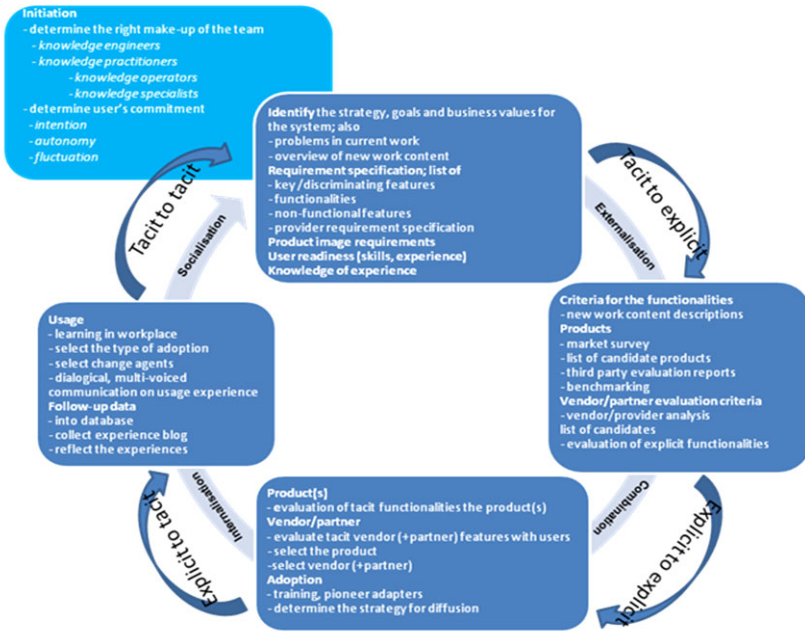 Initiation
- determine the right make-up of the team
- knowledge engineers
- knowledge practitioners
- knowledge operators
- knowledge specialists
- determine user's commitment
- intention
- autonomy
- fluctuation
Identify the strategy, goals and business values for
the system; also
- problems in current work
- overview of new work content
Requirement specification; list of
- key /discriminating features
- functionalities
- non-functional features
- provider requirement specification
Product image requirements
User readiness (skills, experience)
Knowledge of experience
Tacit to tacit
Socialisation
Tacit to explicit
Externalisation
Criteria for the functionalities
- new work content descriptions
Products
- market survey
- list of candidate products
- third party evaluation reports
- benchmarking
Vendor/partner evaluation criteria
- vendor/provider analysis
list of candidates
- evaluation of explicit functionalities
Usage
- learning in workplace
- select the type of adoption
- select change agents
- dialogical, multi-voiced
communication on usage experience
Follow-up data
- into database
- collect experience blog
- reflect the experiences
Explicit to tacit
Internalisation
Combination
Explicit to explicit
Product(s)
- evaluation of tacit functionalities the product(s)
Vendor/partner
- evaluate tacit vendor (+partner) features with users
- select the product
-select vendor (+partner)
Adoption
- training, pioneer adapters
- determine the strategy for diffusion